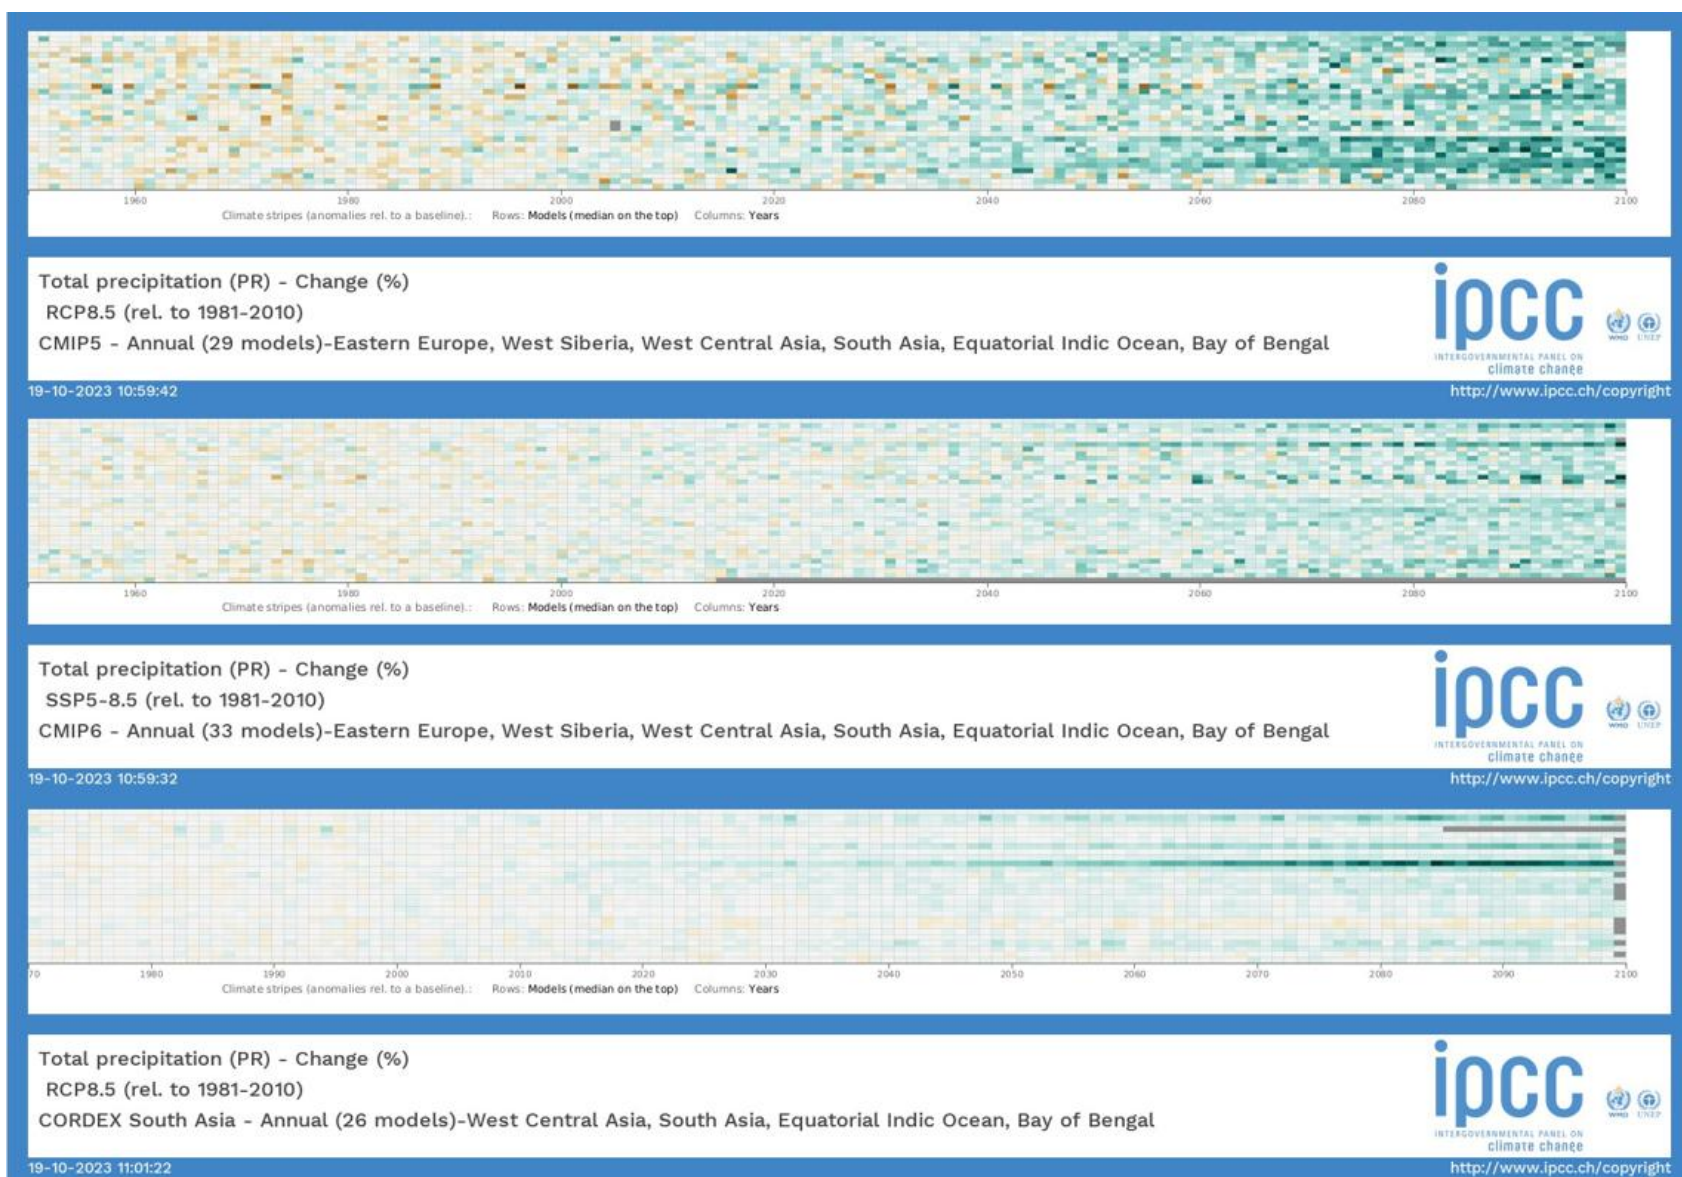 1960 1980 2000 2020 2040 2060 2080 2100
Climate stripes (anomalies rel. to a baseline).: Rows: Models (median on the top) Columns: Years
Total precipitation (PR) - Change (%)
RCP8.5 (rel. to 1981-2010)
CMIP5 - Annual (29 models)-Eastern Europe, West Siberia, West Central Asia, South Asia, Equatorial Indic Ocean, Bay of Bengal
ipcc
INTERGOVERNMENTAL PANEL ON
climate change
WMO UNEP
19-10-2023 10:59:42
http://www.ipcc.ch/copyright
1960 1980 2000 2020 2040 2060 2080 2100
Climate stripes (anomalies rel. to a baseline).: Rows: Models (median on the top) Columns: Years
Total precipitation (PR) - Change (%)
SSP5-8.5 (rel. to 1981-2010)
CMIP6 - Annual (33 models)-Eastern Europe, West Siberia, West Central Asia, South Asia, Equatorial Indic Ocean, Bay of Bengal
ipcc
INTERGOVERNMENTAL PANEL ON
climate change
WMO UNEP
19-10-2023 10:59:32
http://www.ipcc.ch/copyright
70 1980 1990 2000 2010 2020 2030 2040 2050 2060 2070 2080 2090 2100
Climate stripes (anomalies rel. to a baseline).: Rows: Models (median on the top) Columns: Years
Total precipitation (PR) - Change (%)
RCP8.5 (rel. to 1981-2010)
CORDEX South Asia - Annual (26 models)-West Central Asia, South Asia, Equatorial Indic Ocean, Bay of Bengal
ipcc
INTERGOVERNMENTAL PANEL ON
climate change
WMO UNEP
19-10-2023 11:01:22
http://www.ipcc.ch/copyright